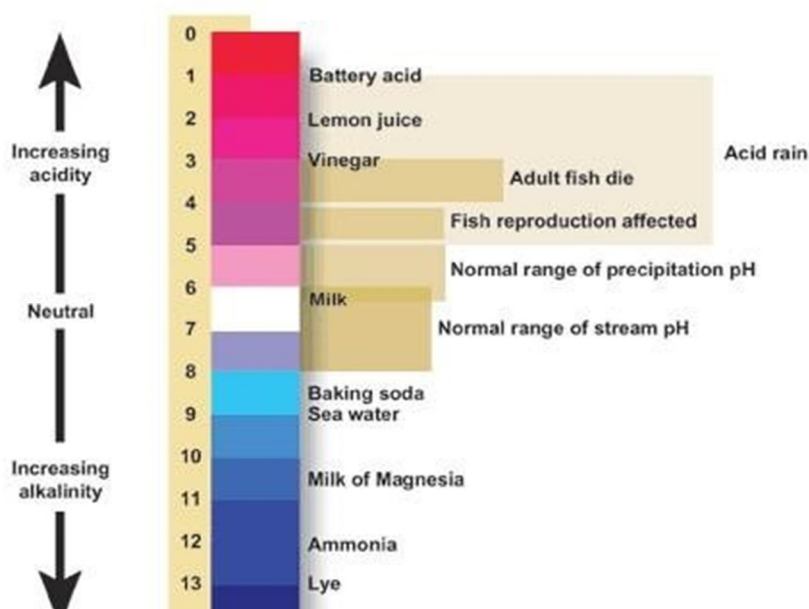 0
1
Battery acid
2
Lemon juice
Increasing
acidity
Acid rain
3
Vinegar
Adult fish die
4
Fish reproduction affected
5
Normal range of precipitation pH
6
Milk
Neutral
7
Normal range of stream pH
8
Baking soda
9
Sea water
10
Increasing
alkalinity
Milk of Magnesia
11
12
Ammonia
13
Lye